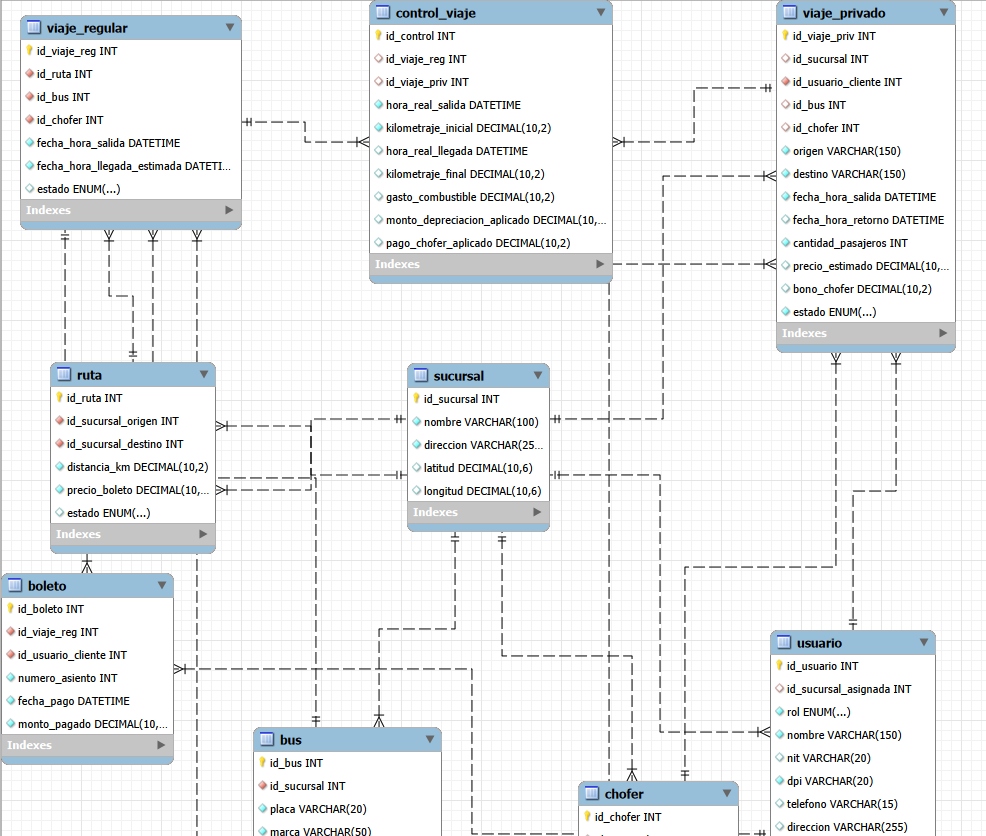 viaje_regular
id_viaje_reg INT
id_ruta INT
id_bus INT
id_chofer INT
fecha_hora_salida DATETIME
fecha_hora_llegada_estimada DATETI...
estado ENUM(...)
Indexes
control_viaje
id_control INT
id_viaje_reg INT
id_viaje_priv INT
hora_real_salida DATETIME
kilometraje_inicial DECIMAL(10,2)
hora_real_llegada DATETIME
kilometraje_final DECIMAL(10,2)
gasto_combustible DECIMAL(10,2)
monto_depreciacion_aplicado DECIMAL(10,...
pago_chofer_aplicado DECIMAL(10,2)
Indexes
viaje_privado
id_viaje_priv INT
id_sucursal INT
id_usuario_cliente INT
id_bus INT
id_chofer INT
origen VARCHAR(150)
destino VARCHAR(150)
fecha_hora_salida DATETIME
fecha_hora_retorno DATETIME
cantidad_pasajeros INT
precio_estimado DECIMAL(10,...
bono_chofer DECIMAL(10,2)
estado ENUM(...)
Indexes
ruta
id_ruta INT
id_sucursal_origen INT
id_sucursal_destino INT
distancia_km DECIMAL(10,2)
precio_boleto DECIMAL(10,...
estado ENUM(...)
Indexes
sucursal
id_sucursal INT
nombre VARCHAR(100)
direccion VARCHAR(25...
latitud DECIMAL(10,6)
longitud DECIMAL(10,6)
Indexes
boleto
id_boleto INT
id_viaje_reg INT
id_usuario_cliente INT
numero_asiento INT
fecha_pago DATETIME
monto_pagado DECIMAL(10,...
Indexes
bus
id_bus INT
id_sucursal INT
placa VARCHAR(20)
marca VARCHAR(50)
chofer
id_chofer INT
usuario
id_usuario INT
id_sucursal_asignada INT
rol ENUM(...)
nombre VARCHAR(150)
nit VARCHAR(20)
dpi VARCHAR(20)
telefono VARCHAR(15)
direccion VARCHAR(255)